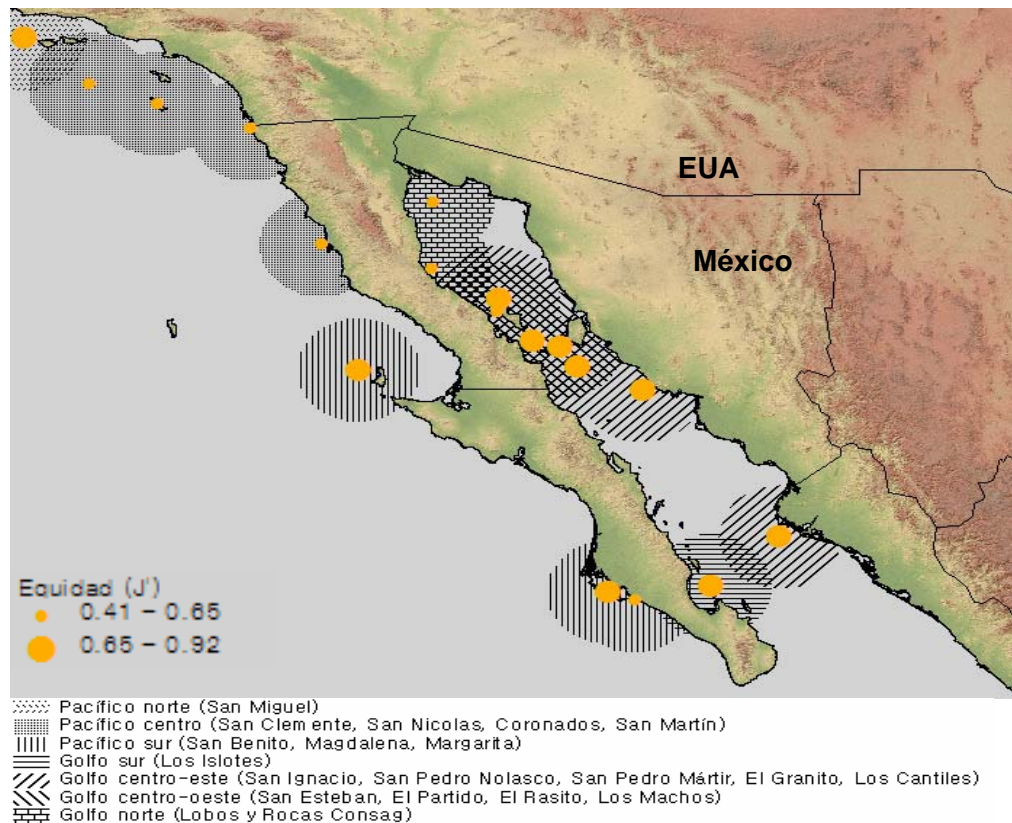 EUA
México
Equidad (J')
0.41 - 0.65
0.65 - 0.92
Pacífico norte (San Miguel)
Pacífico centro (San Clemente, San Nicolas, Coronados, San Martín)
Pacífico sur (San Benito, Magdalena, Margarita)
Golfo sur (Los Islotes)
Golfo centro-este (San Ignacio, San Pedro Nolasco, San Pedro Mártir, El Granito, Los Cantiles)
Golfo centro-oeste (San Esteban, El Partido, El Rasito, Los Machos)
Golfo norte (Lobos y Rocas Consag)